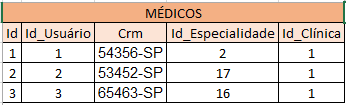 MÉDICOS
Id Id_Usuário Crm Id_Especialidade Id_Clínica
1 1 54356-SP 2 1
2 2 53452-SP 17 1
3 3 65463-SP 16 1